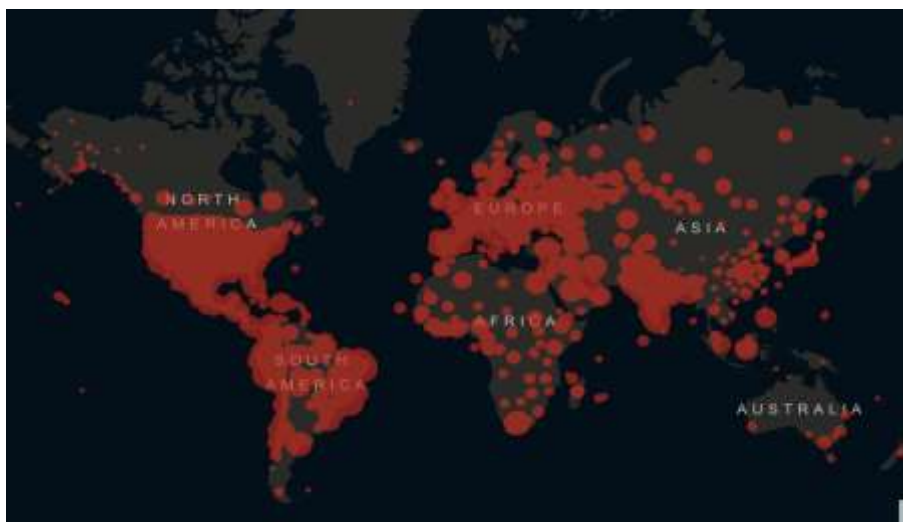 NORTH
AMERICA
EUROPE
ASIA
AFRICA
SOUTH
AMERICA
AUSTRALIA